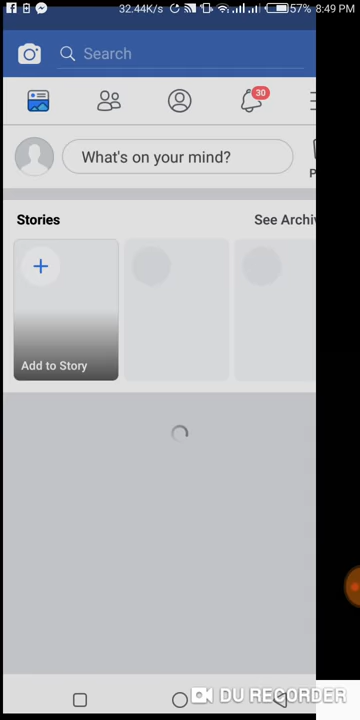 32.44K/s 57% 8:49 PM
Search
30
What's on your mind?
P
Stories See Archiv
Add to Story
DU RECORDER